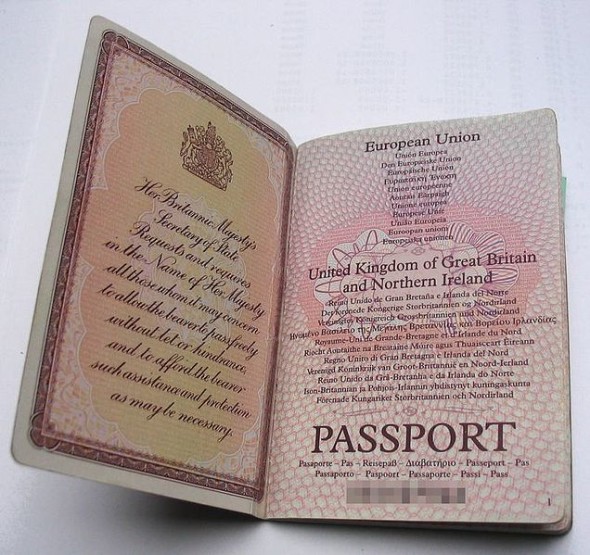 Her Britannic Majesty's
Secretary of State
Requests and requires
in the Name of Her Majesty
all those whom it may concern
to allow the bearer to pass freely
without let or hindrance,
and to afford the bearer
such assistance and protection
as may be necessary.
European Union
Unión Europea
Den Europæiske Union
Europäische Union
Ευρωπαϊκή Ένωση
Union européenne
Aontas Eorpach
Unione europea
Europese Unie
União Europeia
Euroopan unioni
Europeiska unionen
United Kingdom of Great Britain
and Northern Ireland
Reino Unido de Gran Bretaña e Irlanda del Norte
Det forenede Kongerige Storbritannien og Nordirland
Vereinigtes Königreich Grossbritannien und Nordirland
Ηνωμένο Βασίλειο της Μεγάλης Βρετανίας και Βορείου Ιρλανδίας
Royaume-Uni de Grande-Bretagne et d'Irlande du Nord
Ríocht Aontaithe na Breataine Móire agus Thuaisceart Éireann
Regno Unito di Gran Bretagna e Irlanda del Nord
Verenigd Koninkrijk van Groot-Brittannië en Noord-Ierland
Reino Unido da Grã-Bretanha e da Irlanda do Norte
Ison-Britannian ja Pohjois-Irlannin yhdistynyt kuningaskunta
Förenade Kungariket Storbritannien och Nordirland
PASSPORT
Pasaporte – Pas – Reisepaß – Διαβατήριο – Passeport – Pas
Passaporto – Paspoort – Passaporte – Passi – Pass
1